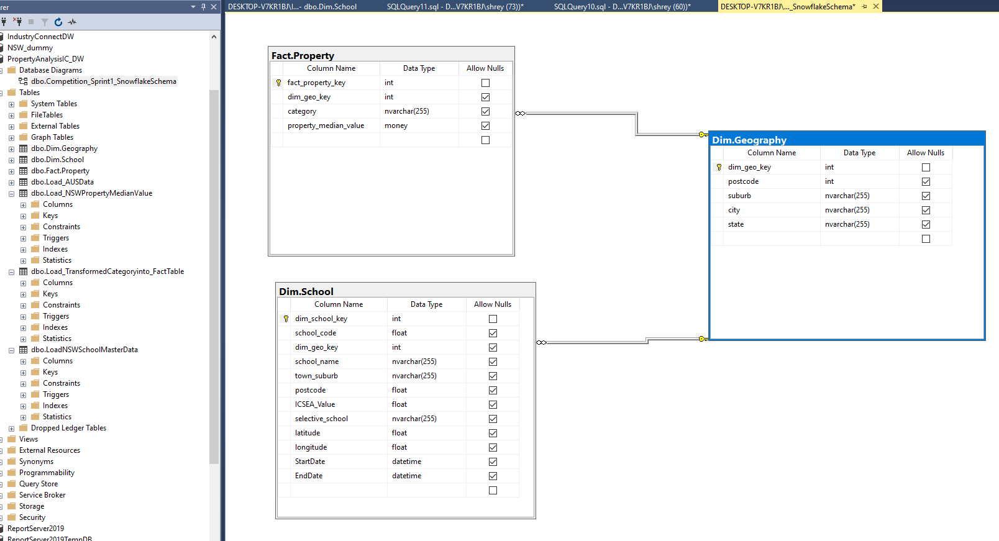 rer
DESKTOP-V7KR1BJ\I...- dbo.Dim.School
SQLQuery11.sql - D...V7KR1BJ\shrey (73))*
SQLQuery10.sql - D...V7KR1BJ\shrey (60))*
DESKTOP-V7KR1BJ\..._SnowflakeSchema*
IndustryConnectDW
NSW_dummy
PropertyAnalysisIC_DW
Database Diagrams
dbo.Competition_Sprint1_SnowflakeSchema
Tables
System Tables
FileTables
External Tables
Graph Tables
dbo.Dim.Geography
dbo.Dim.School
dbo.Fact.Property
dbo.Load_AUSData
dbo.Load_NSWPropertyMedianValue
Columns
Keys
Constraints
Triggers
Indexes
Statistics
dbo.Load_TransformedCategoryinto_FactTable
Columns
Keys
Constraints
Triggers
Indexes
Statistics
dbo.LoadNSWSchoolMasterData
Columns
Keys
Constraints
Triggers
Indexes
Statistics
Dropped Ledger Tables
Views
External Resources
Synonyms
Programmability
Query Store
Service Broker
Storage
Security
ReportServer2019
ReportServer2019TempDB
Fact.Property
Column Name Data Type Allow Nulls
fact_property_key int
dim_geo_key int
category nvarchar(255)
property_median_value money
Dim.Geography
Column Name Data Type Allow Nulls
dim_geo_key int
postcode int
suburb nvarchar(255)
city nvarchar(255)
state nvarchar(255)
Dim.School
Column Name Data Type Allow Nulls
dim_school_key int
school_code float
dim_geo_key int
school_name nvarchar(255)
town_suburb nvarchar(255)
postcode float
ICSEA_Value float
selective_school nvarchar(255)
latitude float
longitude float
StartDate datetime
EndDate datetime